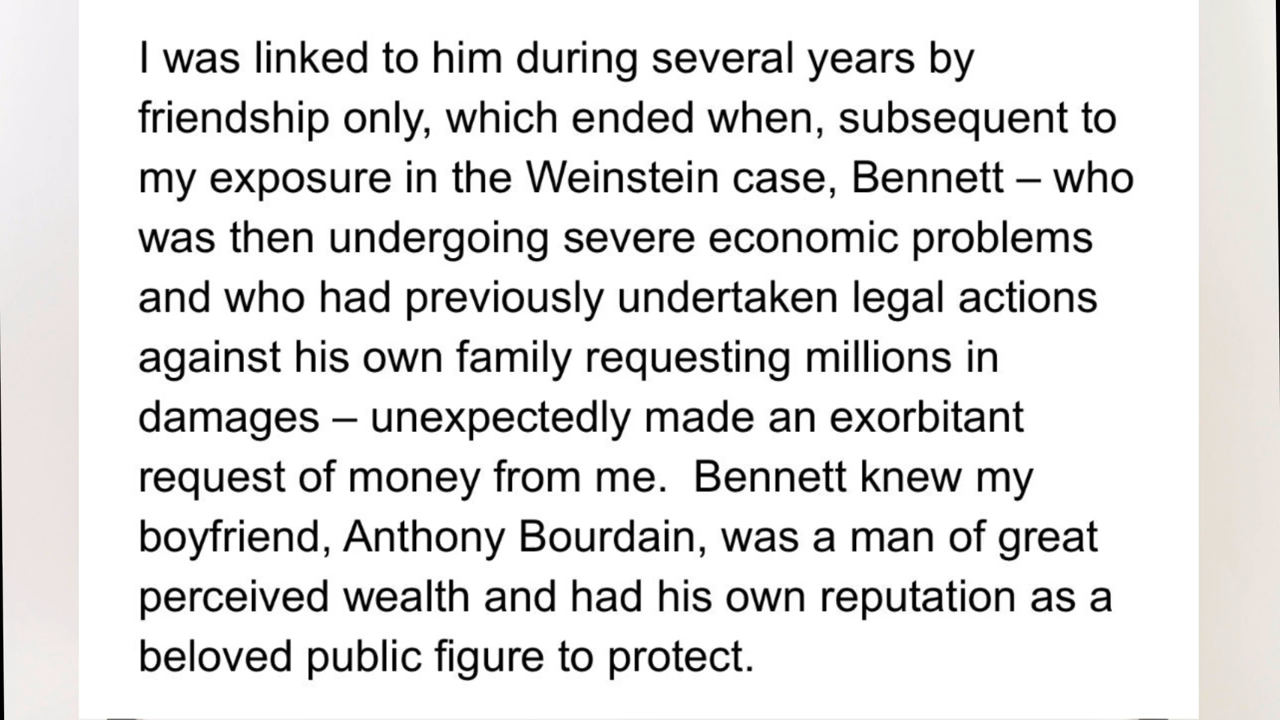 I was linked to him during several years by
friendship only, which ended when, subsequent to
my exposure in the Weinstein case, Bennett – who
was then undergoing severe economic problems
and who had previously undertaken legal actions
against his own family requesting millions in
damages – unexpectedly made an exorbitant
request of money from me.  Bennett knew my
boyfriend, Anthony Bourdain, was a man of great
perceived wealth and had his own reputation as a
beloved public figure to protect.